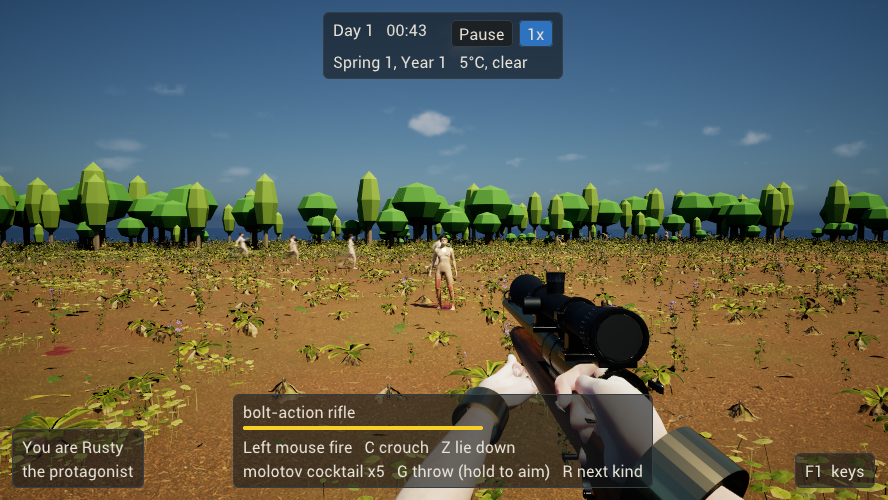 Day 1 00:43 Pause 1x
Spring 1, Year 1 5°C, clear
bolt-action rifle
Left mouse fire C crouch Z lie down
molotov cocktail x5 G throw (hold to aim) R next kind
You are Rusty
the protagonist
F1 keys